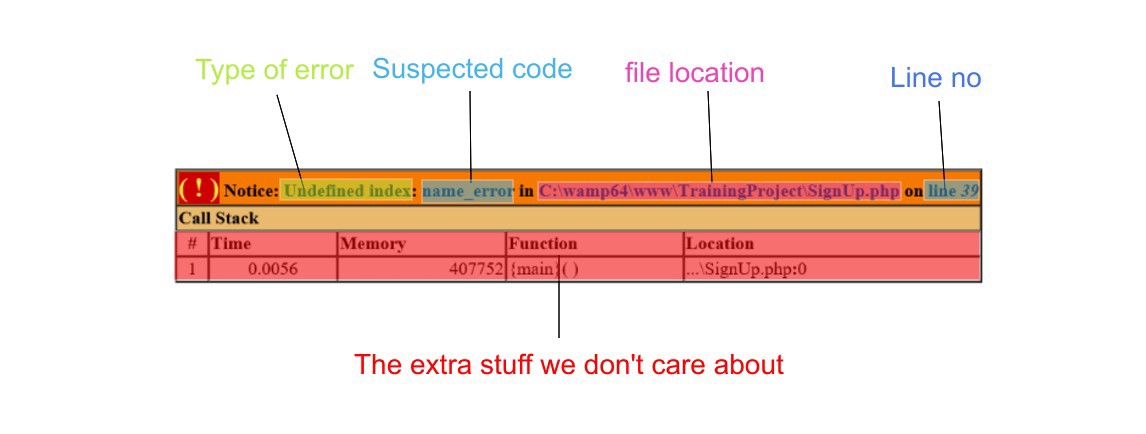 Type of error Suspected code file location Line no
( ! ) Notice: Undefined index: name_error in C:\wamp64\www\TrainingProject\SignUp.php on line 39
Call Stack
# Time Memory Function Location
1 0.0056 407752 {main}( ) ...\SignUp.php:0
The extra stuff we don't care about